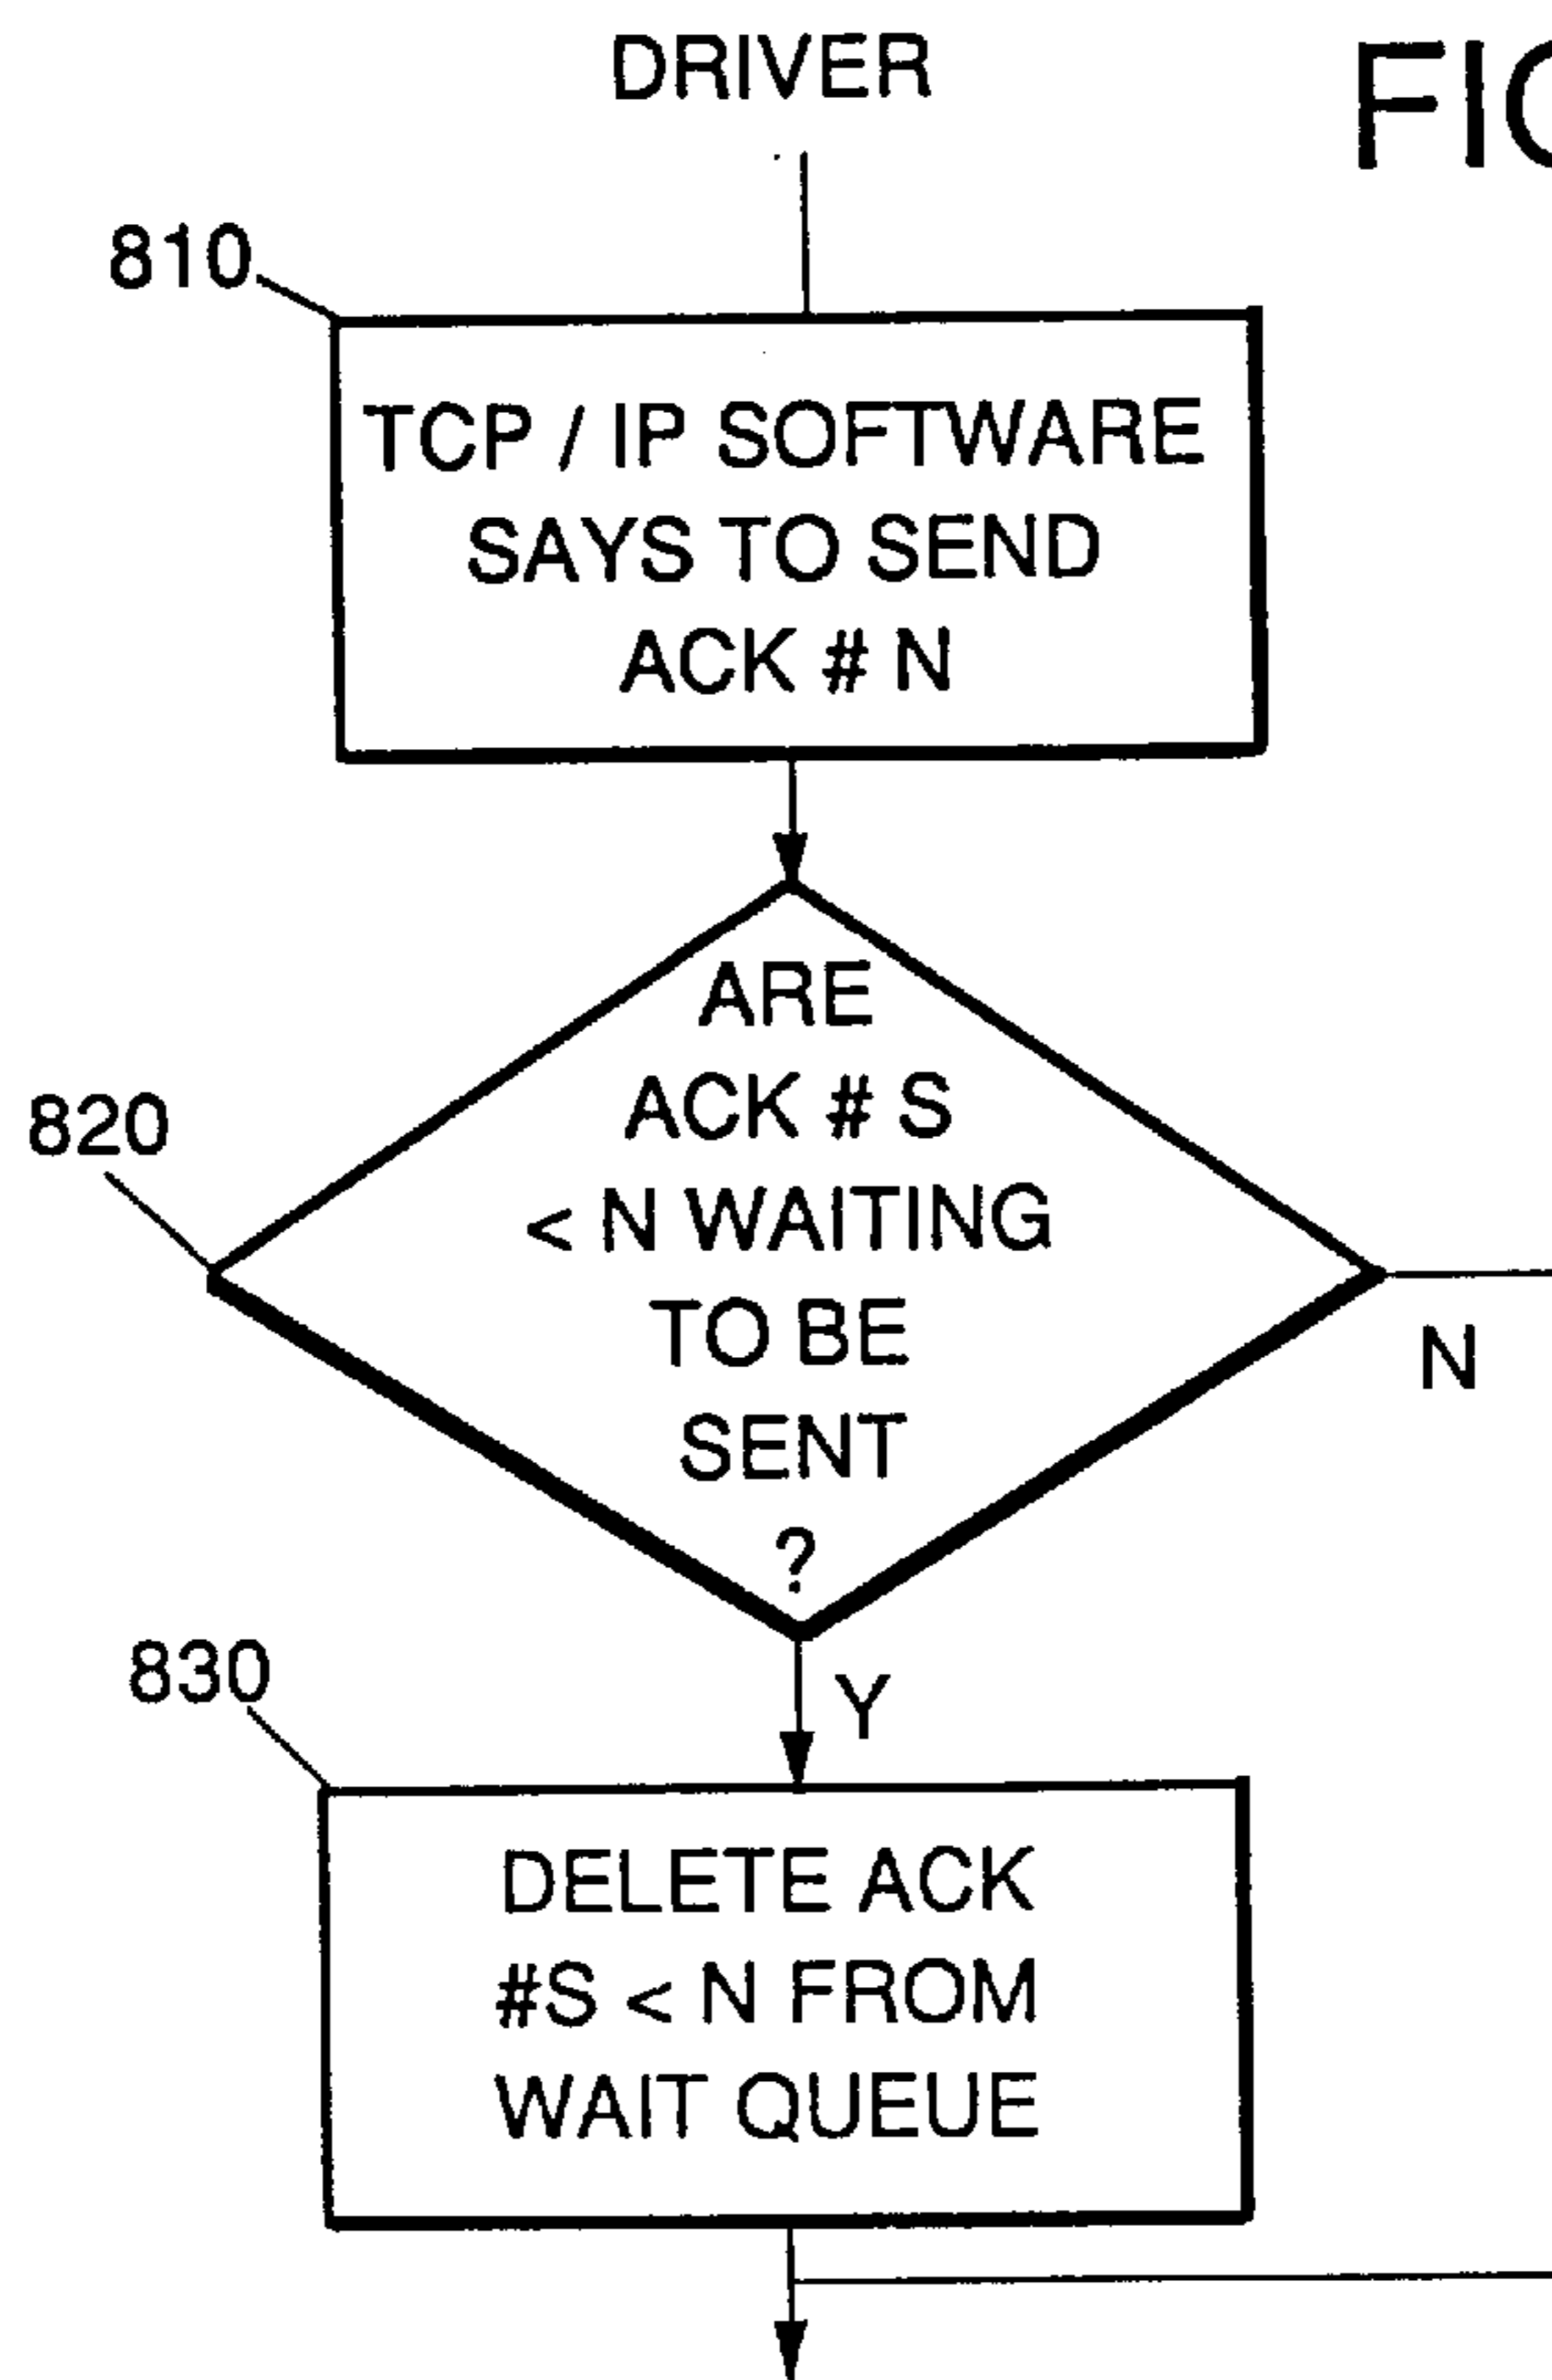 DRIVER
810
TCP / IP SOFTWARE
SAYS TO SEND
ACK # N
ARE
ACK # S
< N WAITING
TO BE
SENT
?
820
N
Y
830
DELETE ACK
#S < N FROM
WAIT QUEUE